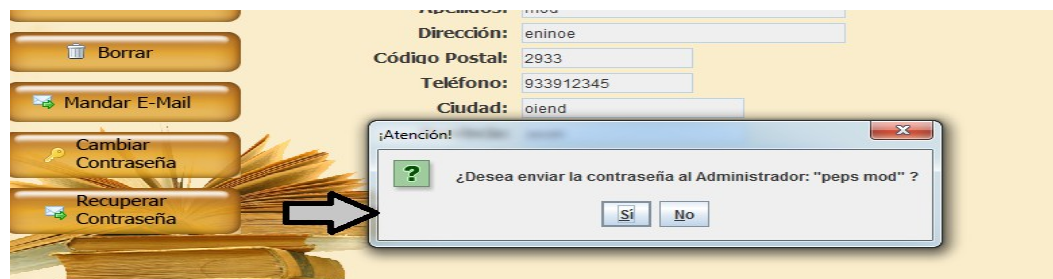 Borrar
Mandar E-Mail
Cambiar
Contraseña
Recuperar
Contraseña
Dirección: eninoe
Código Postal: 2933
Teléfono: 933912345
Ciudad: oiend
¡Atención!
¿Desea enviar la contraseña al Administrador: "peps mod" ?
Sí No